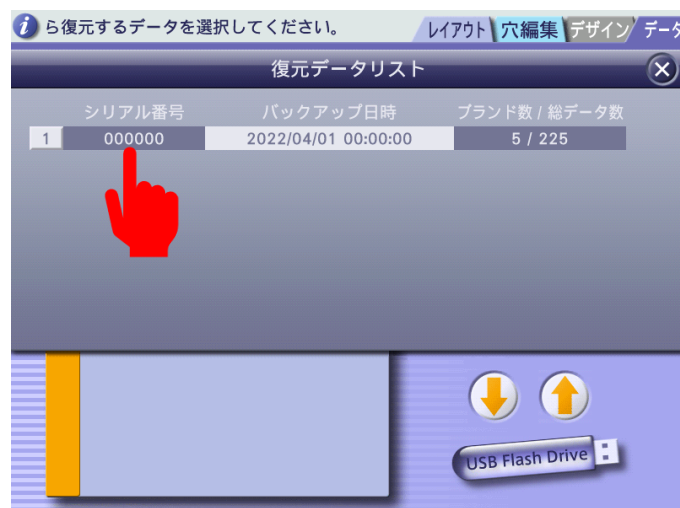 ら復元するデータを選択してください。
レイアウト 穴編集 デザイン データ
復元データリスト
シリアル番号 バックアップ日時 ブランド数 / 総データ数
1 000000 2022/04/01 00:00:00 5 / 225
USB Flash Drive